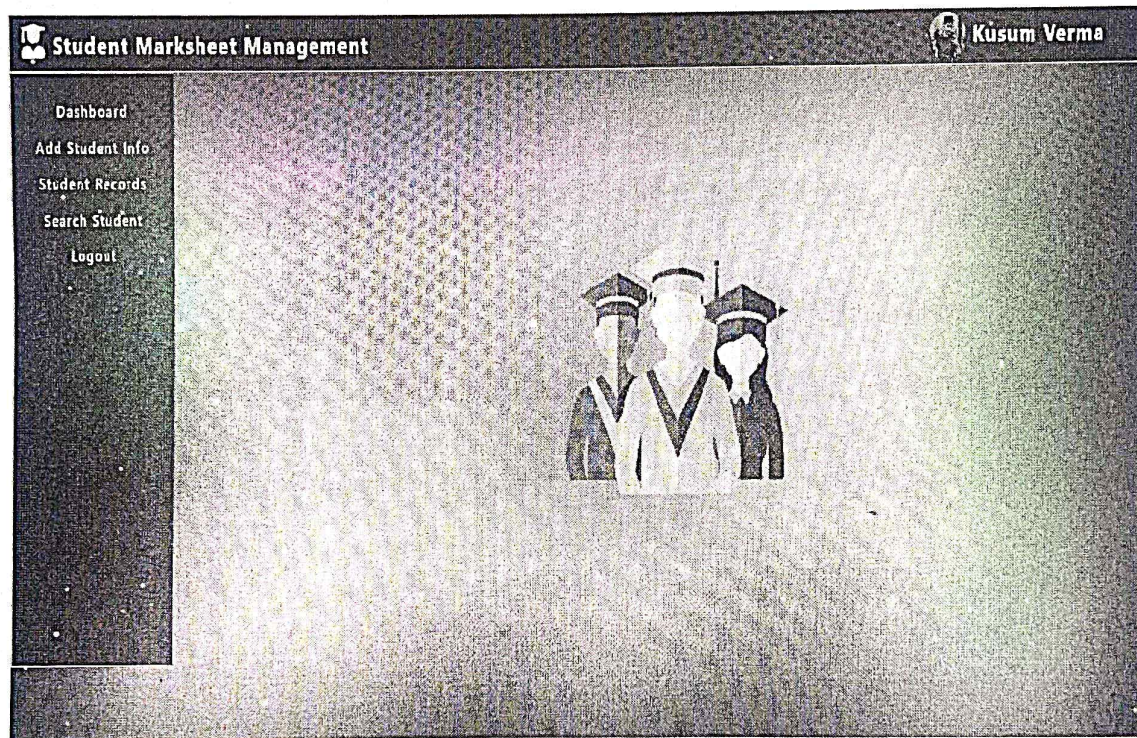 Student Marksheet Management
Kusum Verma
Dashboard
Add Student Info
Student Records
Search Student
Logout